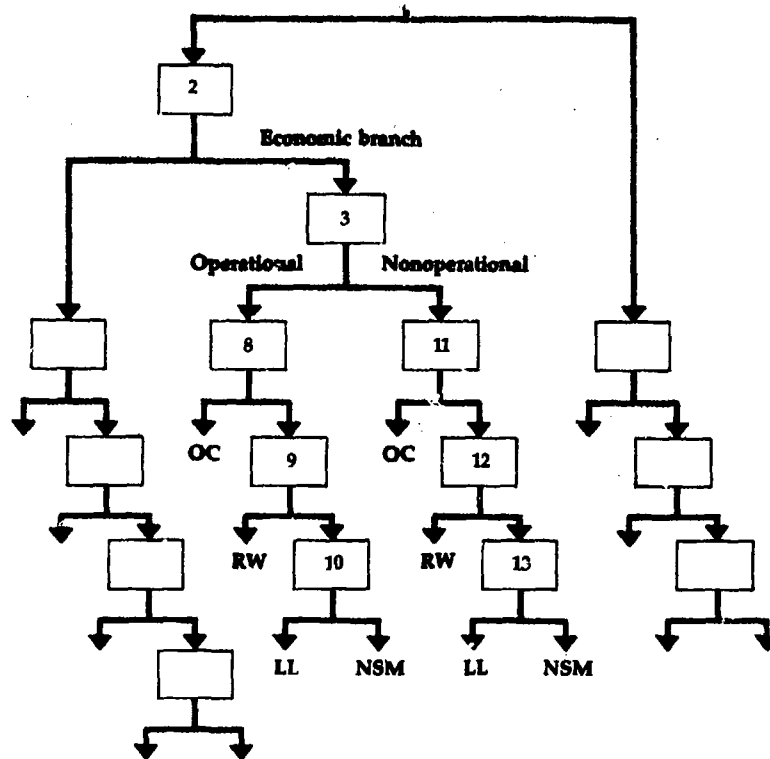 2
Economic branch
3
Operational Nonoperational
8 11
OC 9 OC 12
RW 10 RW 13
LL NSM LL NSM